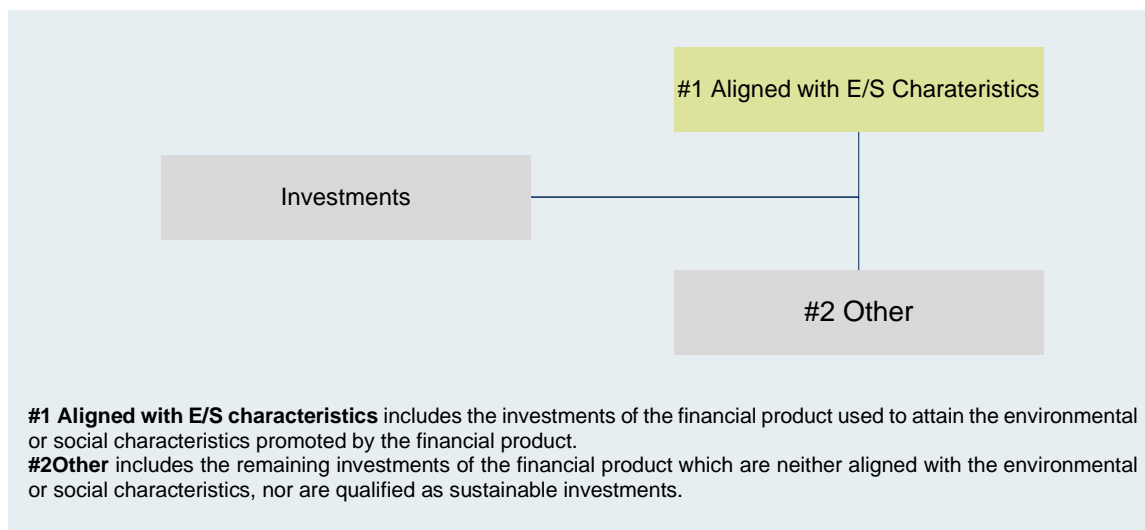 #1 Aligned with E/S Charateristics
Investments
#2 Other
#1 Aligned with E/S characteristics includes the investments of the financial product used to attain the environmental
or social characteristics promoted by the financial product.
#2Other includes the remaining investments of the financial product which are neither aligned with the environmental
or social characteristics, nor are qualified as sustainable investments.